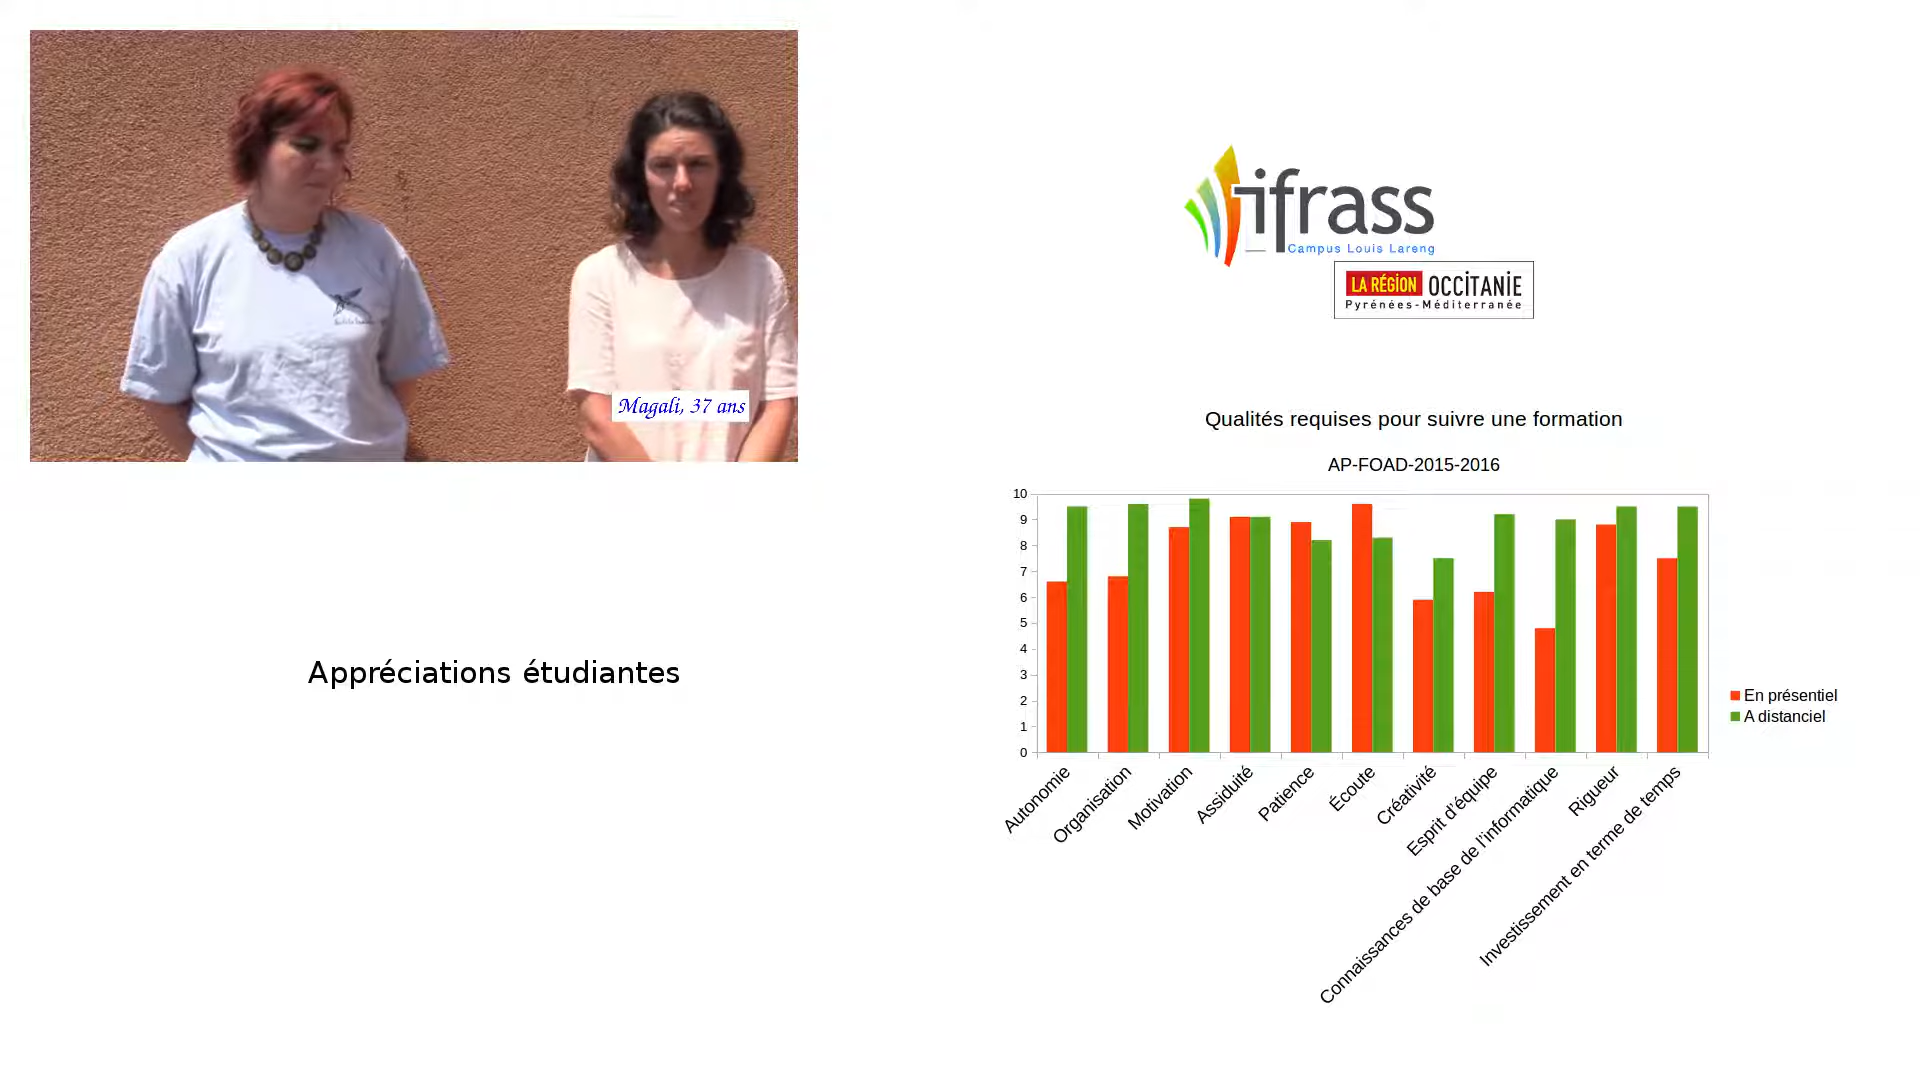 Magali, 37 ans
Appréciations étudiantes
ifrass
Campus Louis Lareng
LA RÉGION OCCITANIE
Pyrénées-Méditerranée
Qualités requises pour suivre une formation
AP-FOAD-2015-2016
10
9
8
7
6
5
4
3
2
1
0
Autonomie
Organisation
Motivation
Assiduité
Patience
Écoute
Créativité
Esprit d'équipe
Connaissances de base de l'informatique
Rigueur
Investissement en terme de temps
En présentiel
A distanciel